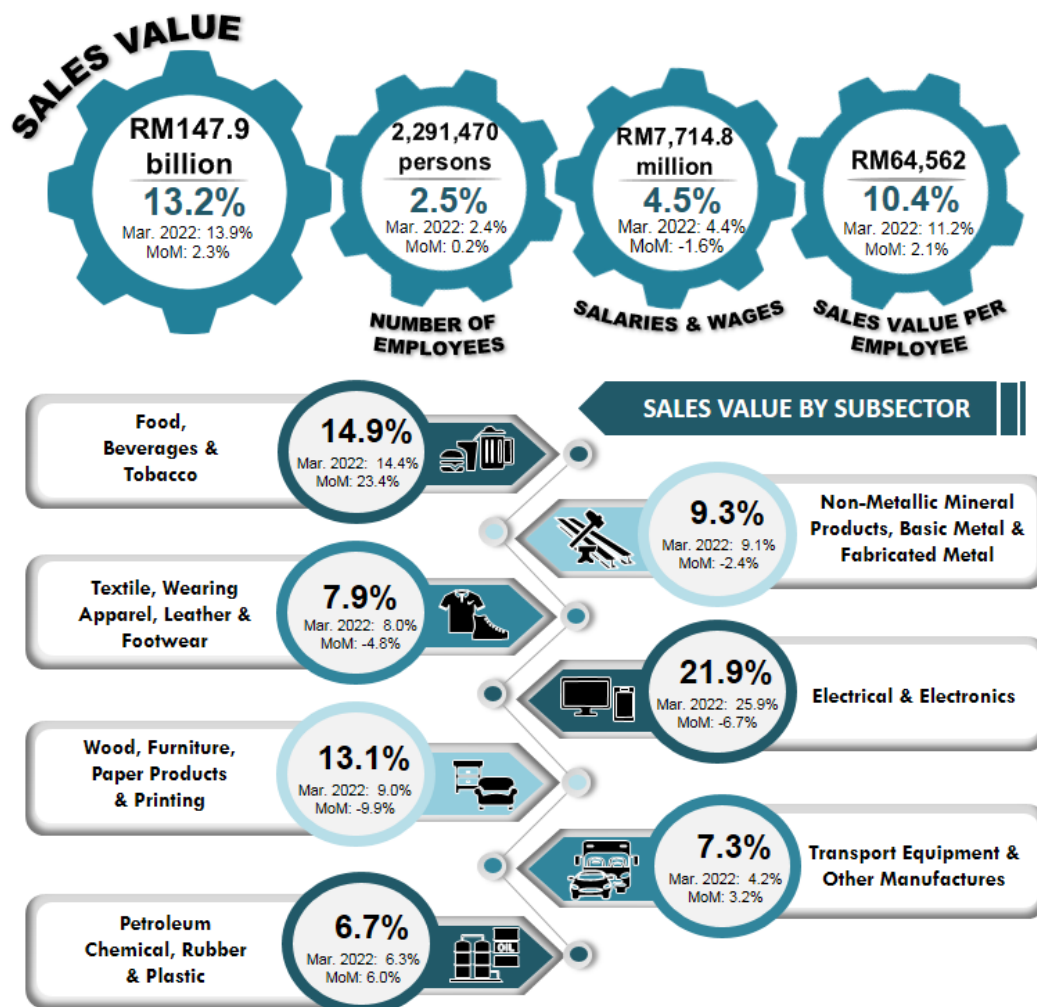 SALES VALUE
RM147.9
billion
13.2%
Mar. 2022: 13.9%
MoM: 2.3%
2,291,470
persons
2.5%
Mar. 2022: 2.4%
MoM: 0.2%
NUMBER OF
EMPLOYEES
RM7,714.8
million
4.5%
Mar. 2022: 4.4%
MoM: -1.6%
SALARIES & WAGES
RM64,562
10.4%
Mar. 2022: 11.2%
MoM: 2.1%
SALES VALUE PER
EMPLOYEE
SALES VALUE BY SUBSECTOR
Food,
Beverages &
Tobacco
14.9%
Mar. 2022: 14.4%
MoM: 23.4%
9.3%
Mar. 2022: 9.1%
MoM: -2.4%
Non-Metallic Mineral
Products, Basic Metal &
Fabricated Metal
Textile, Wearing
Apparel, Leather &
Footwear
7.9%
Mar. 2022: 8.0%
MoM: -4.8%
21.9%
Mar. 2022: 25.9%
MoM: -6.7%
Electrical & Electronics
Wood, Furniture,
Paper Products
& Printing
13.1%
Mar. 2022: 9.0%
MoM: -9.9%
7.3%
Mar. 2022: 4.2%
MoM: 3.2%
Transport Equipment &
Other Manufactures
Petroleum
Chemical, Rubber
& Plastic
6.7%
Mar. 2022: 6.3%
MoM: 6.0%
OIL